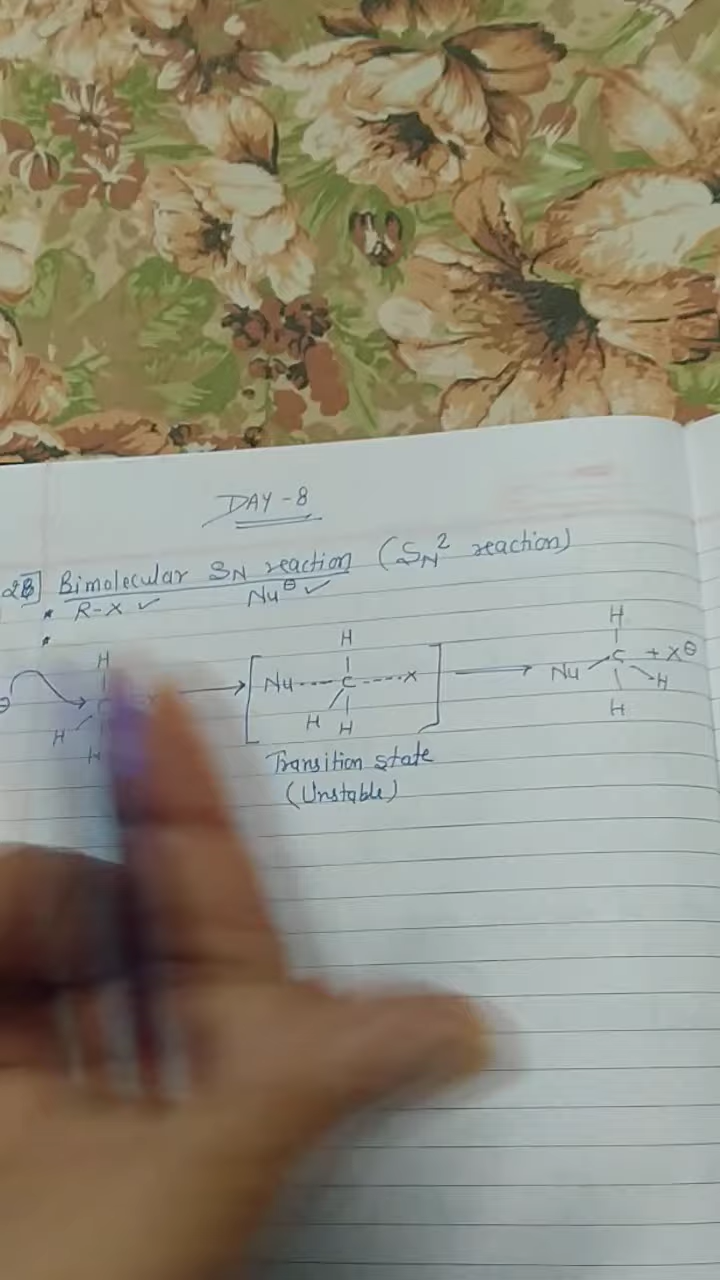 DAY-8
2B] Bimolecular SN reaction (SN² reaction)
* R-X ✓ Nu⊖ ✓
*
H H H
⊖ Nu----C----X Nu C + X⊖
H H H H
H H
Transition state
(Unstable)